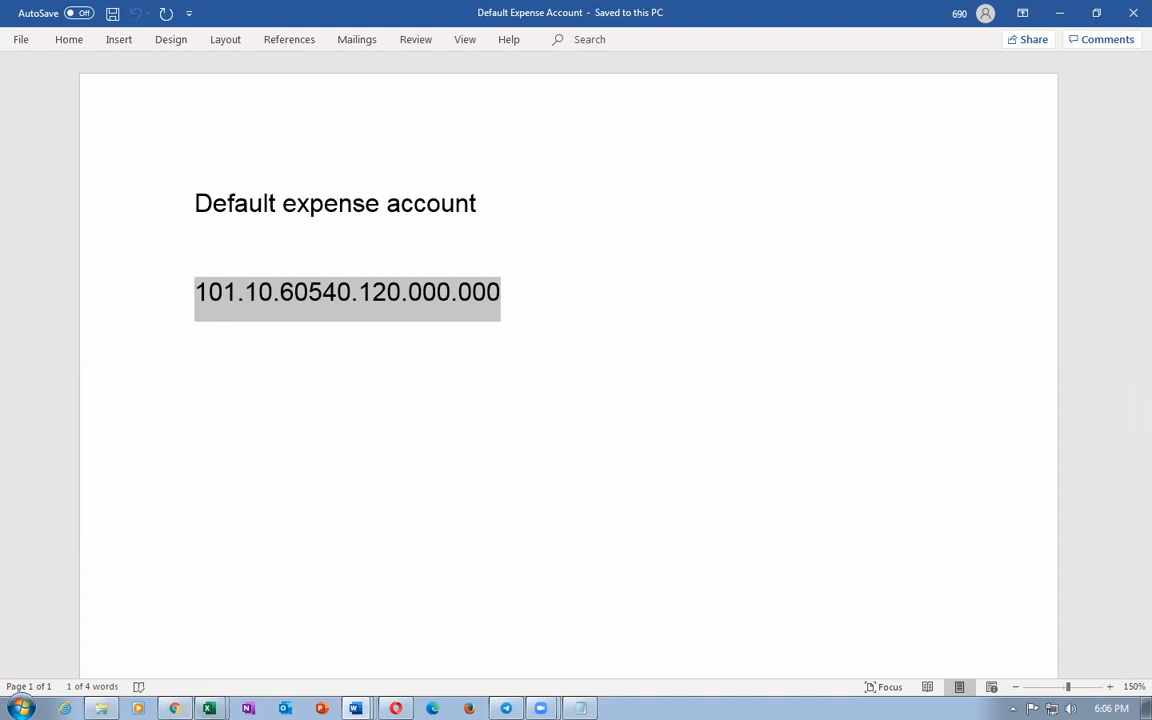 AutoSave Off Default Expense Account - Saved to this PC 690
File Home Insert Design Layout References Mailings Review View Help Search Share Comments
Default expense account
101.10.60540.120.000.000
Page 1 of 1 1 of 4 words Focus 150%
6:06 PM